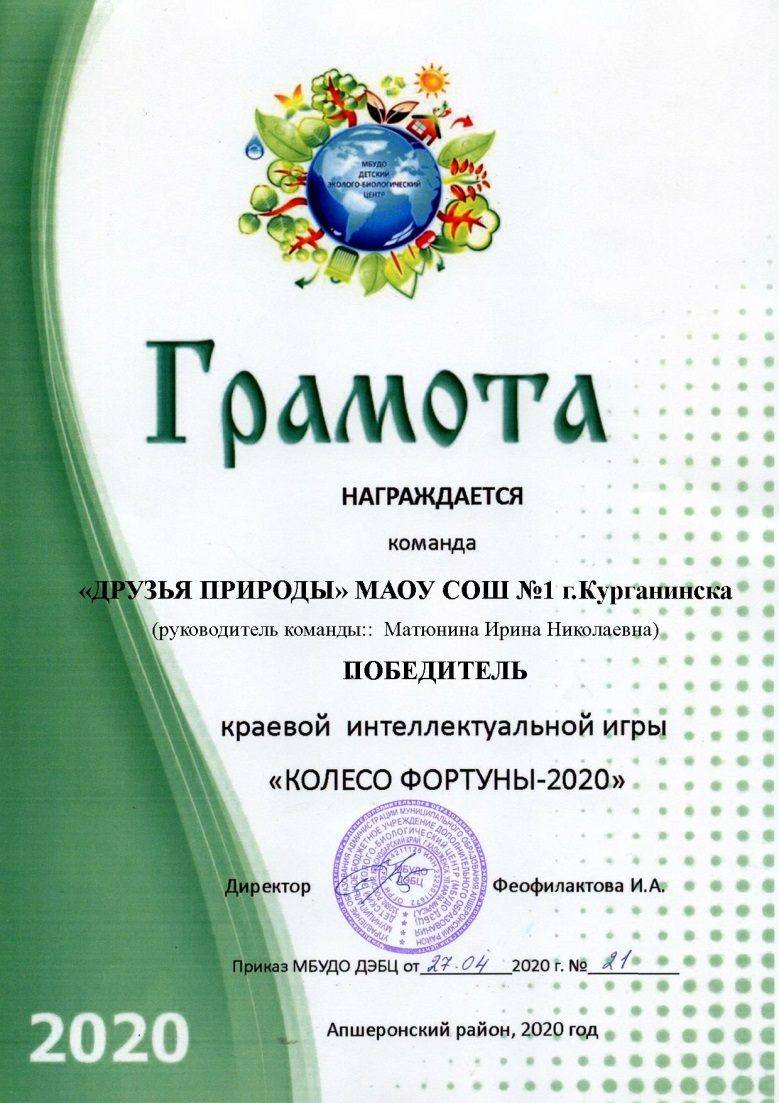 МБУДО
ДЕТСКИЙ
ЭКОЛОГО-БИОЛОГИЧЕСКИЙ
ЦЕНТР
Грамота
НАГРАЖДАЕТСЯ
команда
«ДРУЗЬЯ ПРИРОДЫ» МАОУ СОШ №1 г.Курганинска
(руководитель команды:: Матюнина Ирина Николаевна)
ПОБЕДИТЕЛЬ
краевой интеллектуальной игры
«КОЛЕСО ФОРТУНЫ-2020»
МБУДО
ДЭБЦ
Директор Феофилактова И.А.
Приказ МБУДО ДЭБЦ от 27.04 2020 г. № 21
2020
Апшеронский район, 2020 год